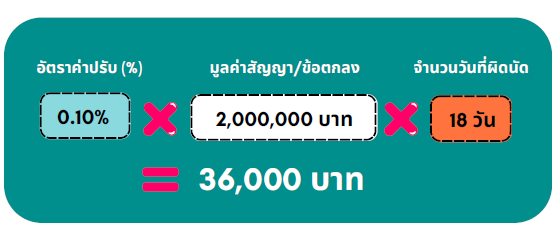 อัตราค่าปรับ (%) มูลค่าสัญญา/ข้อตกลง จำนวนวันที่ผิดนัด
0.10% × 2,000,000 บาท × 18 วัน
= 36,000 บาท